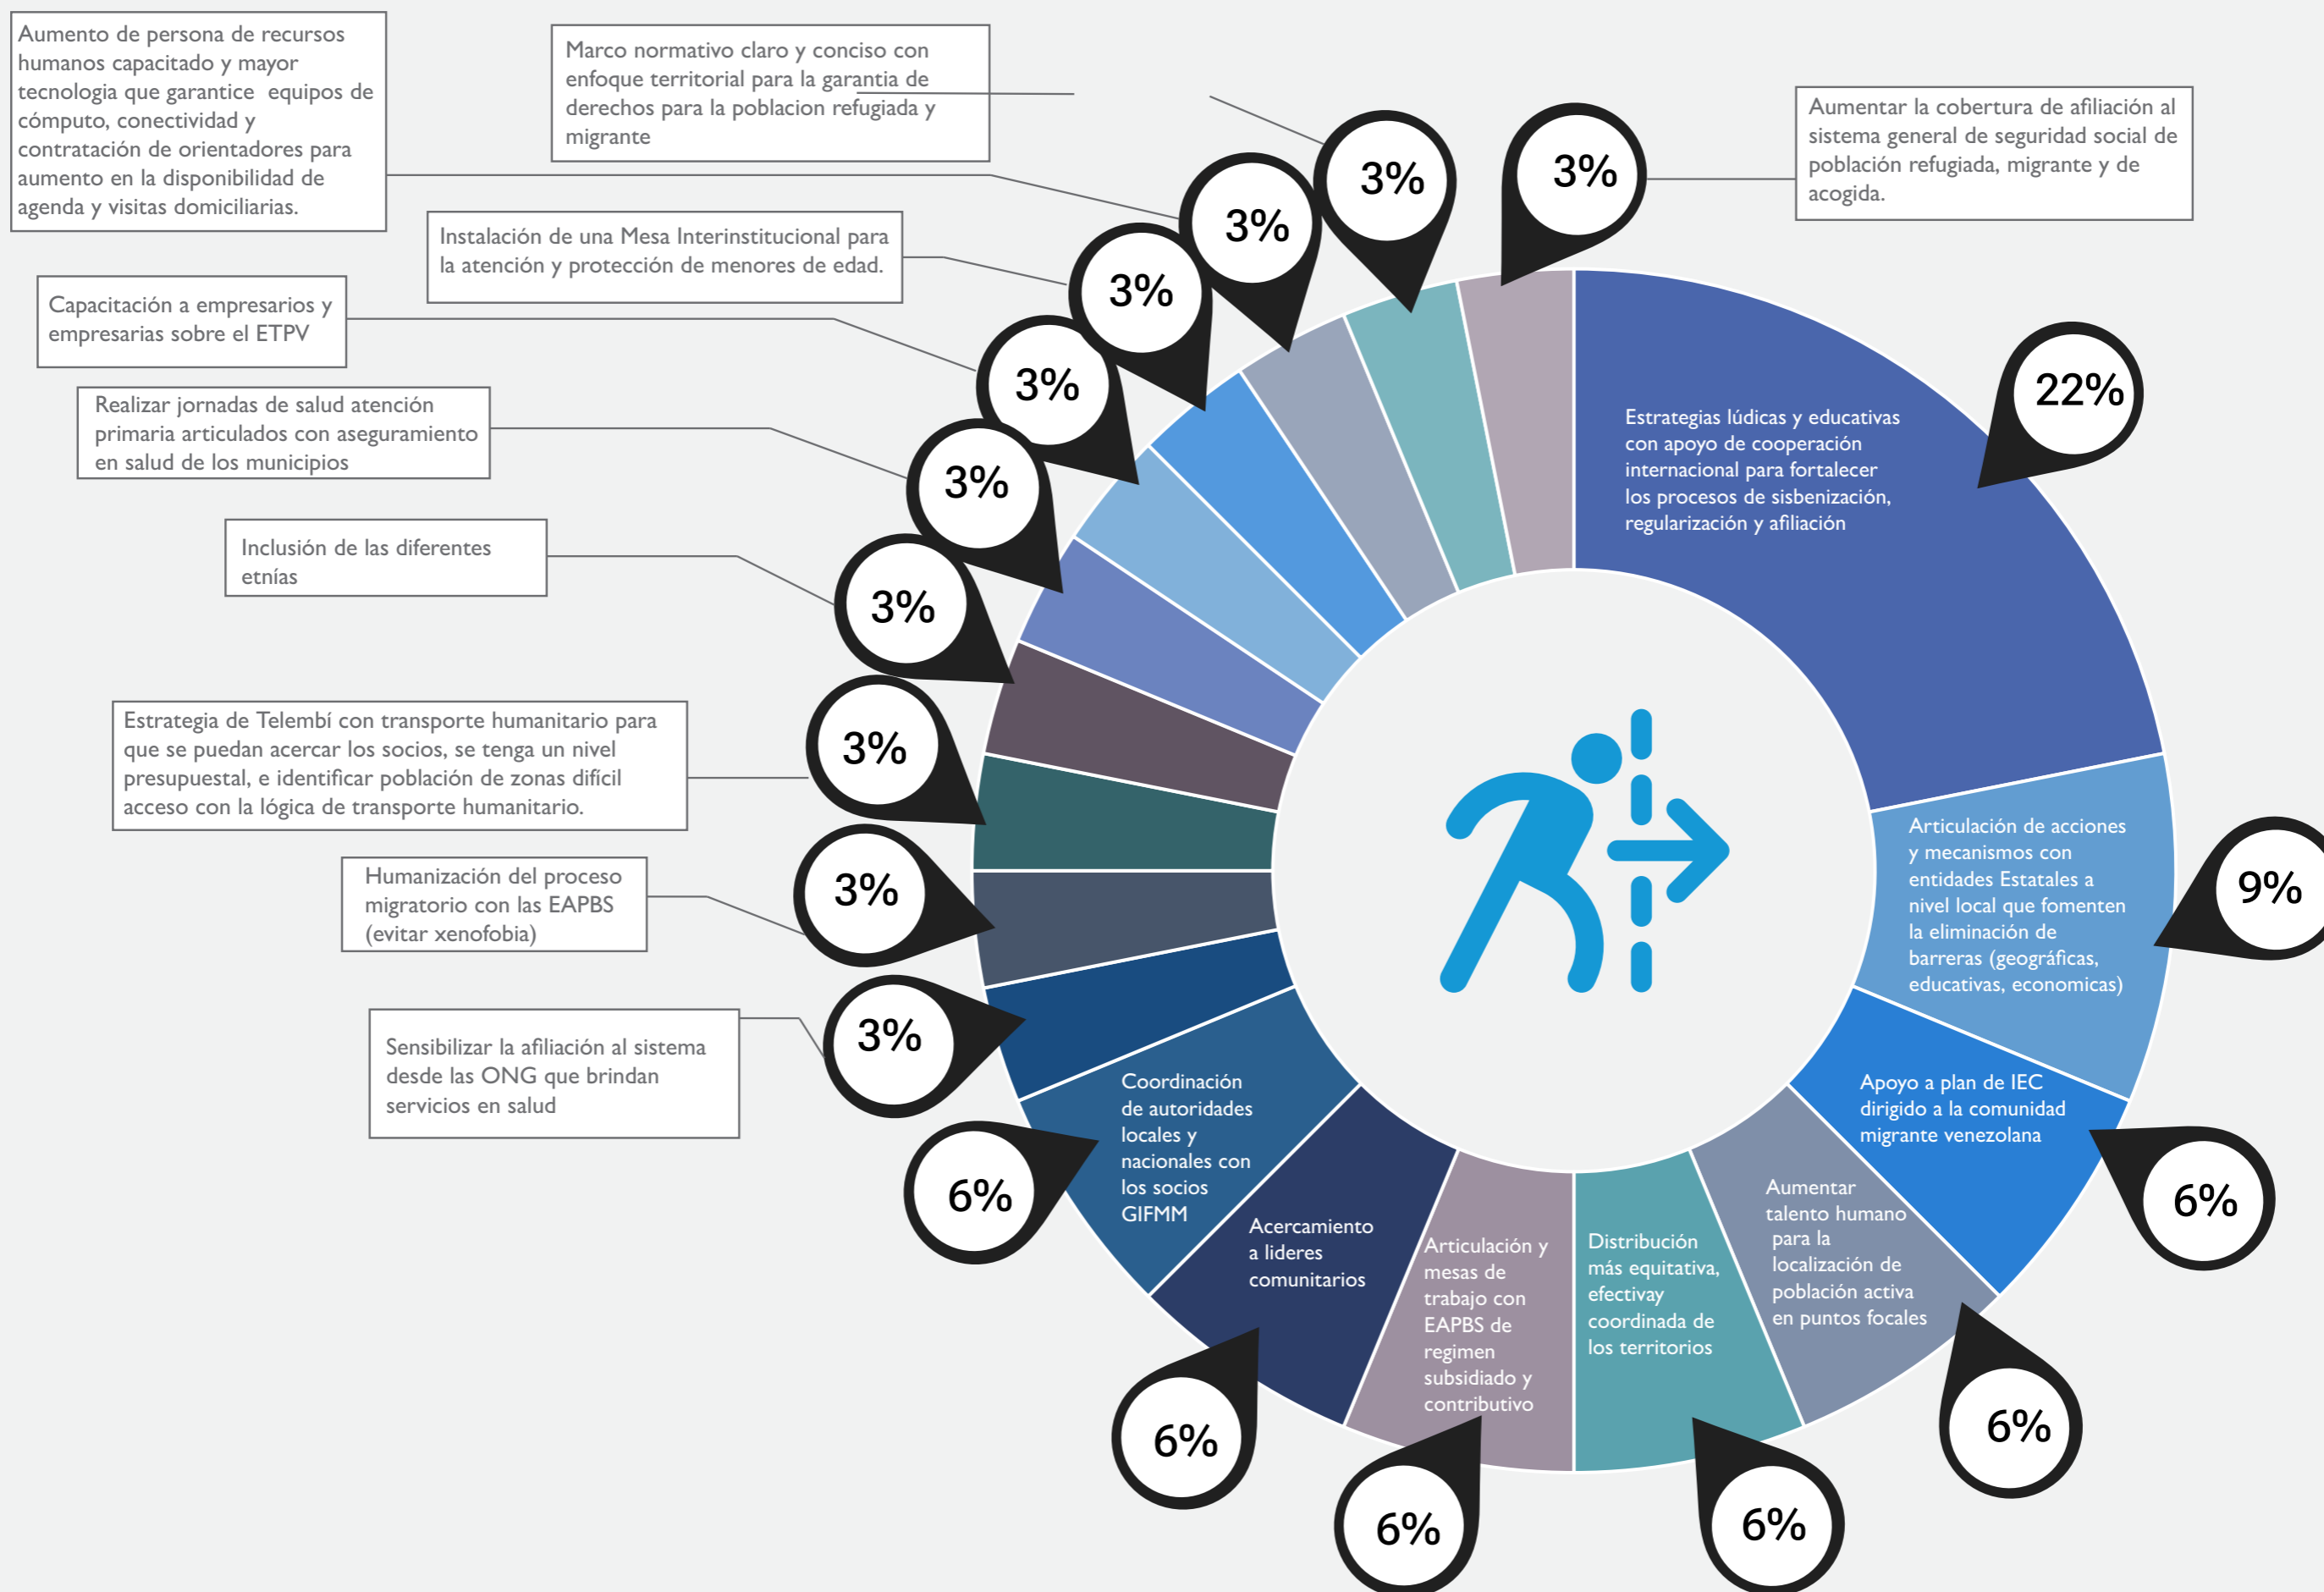 Aumento de persona de recursos
humanos capacitado y mayor
tecnologia que garantice equipos de
cómputo, conectividad y
contratación de orientadores para
aumento en la disponibilidad de
agenda y visitas domiciliarias.
Marco normativo claro y conciso con
enfoque territorial para la garantia de
derechos para la poblacion refugiada y
migrante
Aumentar la cobertura de afiliación al
sistema general de seguridad social de
población refugiada, migrante y de
acogida.
3%
3%
3%
Instalación de una Mesa Interinstitucional para
la atención y protección de menores de edad.
3%
Capacitación a empresarios y
empresarias sobre el ETPV
3%
Realizar jornadas de salud atención
primaria articulados con aseguramiento
en salud de los municipios
3%
Inclusión de las diferentes
etnías
3%
Estrategia de Telembí con transporte humanitario para
que se puedan acercar los socios, se tenga un nivel
presupuestal, e identificar población de zonas difícil
acceso con la lógica de transporte humanitario.
3%
Humanización del proceso
migratorio con las EAPBS
(evitar xenofobia)
3%
Sensibilizar la afiliación al sistema
desde las ONG que brindan
servicios en salud
3%
Estrategias lúdicas y educativas
con apoyo de cooperación
internacional para fortalecer
los procesos de sisbenización,
regularización y afiliación
22%
Articulación de acciones
y mecanismos con
entidades Estatales a
nivel local que fomenten
la eliminación de
barreras (geográficas,
educativas, economicas)
9%
Apoyo a plan de IEC
dirigido a la comunidad
migrante venezolana
6%
Aumentar
talento humano
para la
localización de
población activa
en puntos focales
6%
Distribución
más equitativa,
efectivay
coordinada de
los territorios
6%
Articulación y
mesas de
trabajo con
EAPBS de
regimen
subsidiado y
contributivo
6%
Acercamiento
a lideres
comunitarios
6%
Coordinación
de autoridades
locales y
nacionales con
los socios
GIFMM
6%